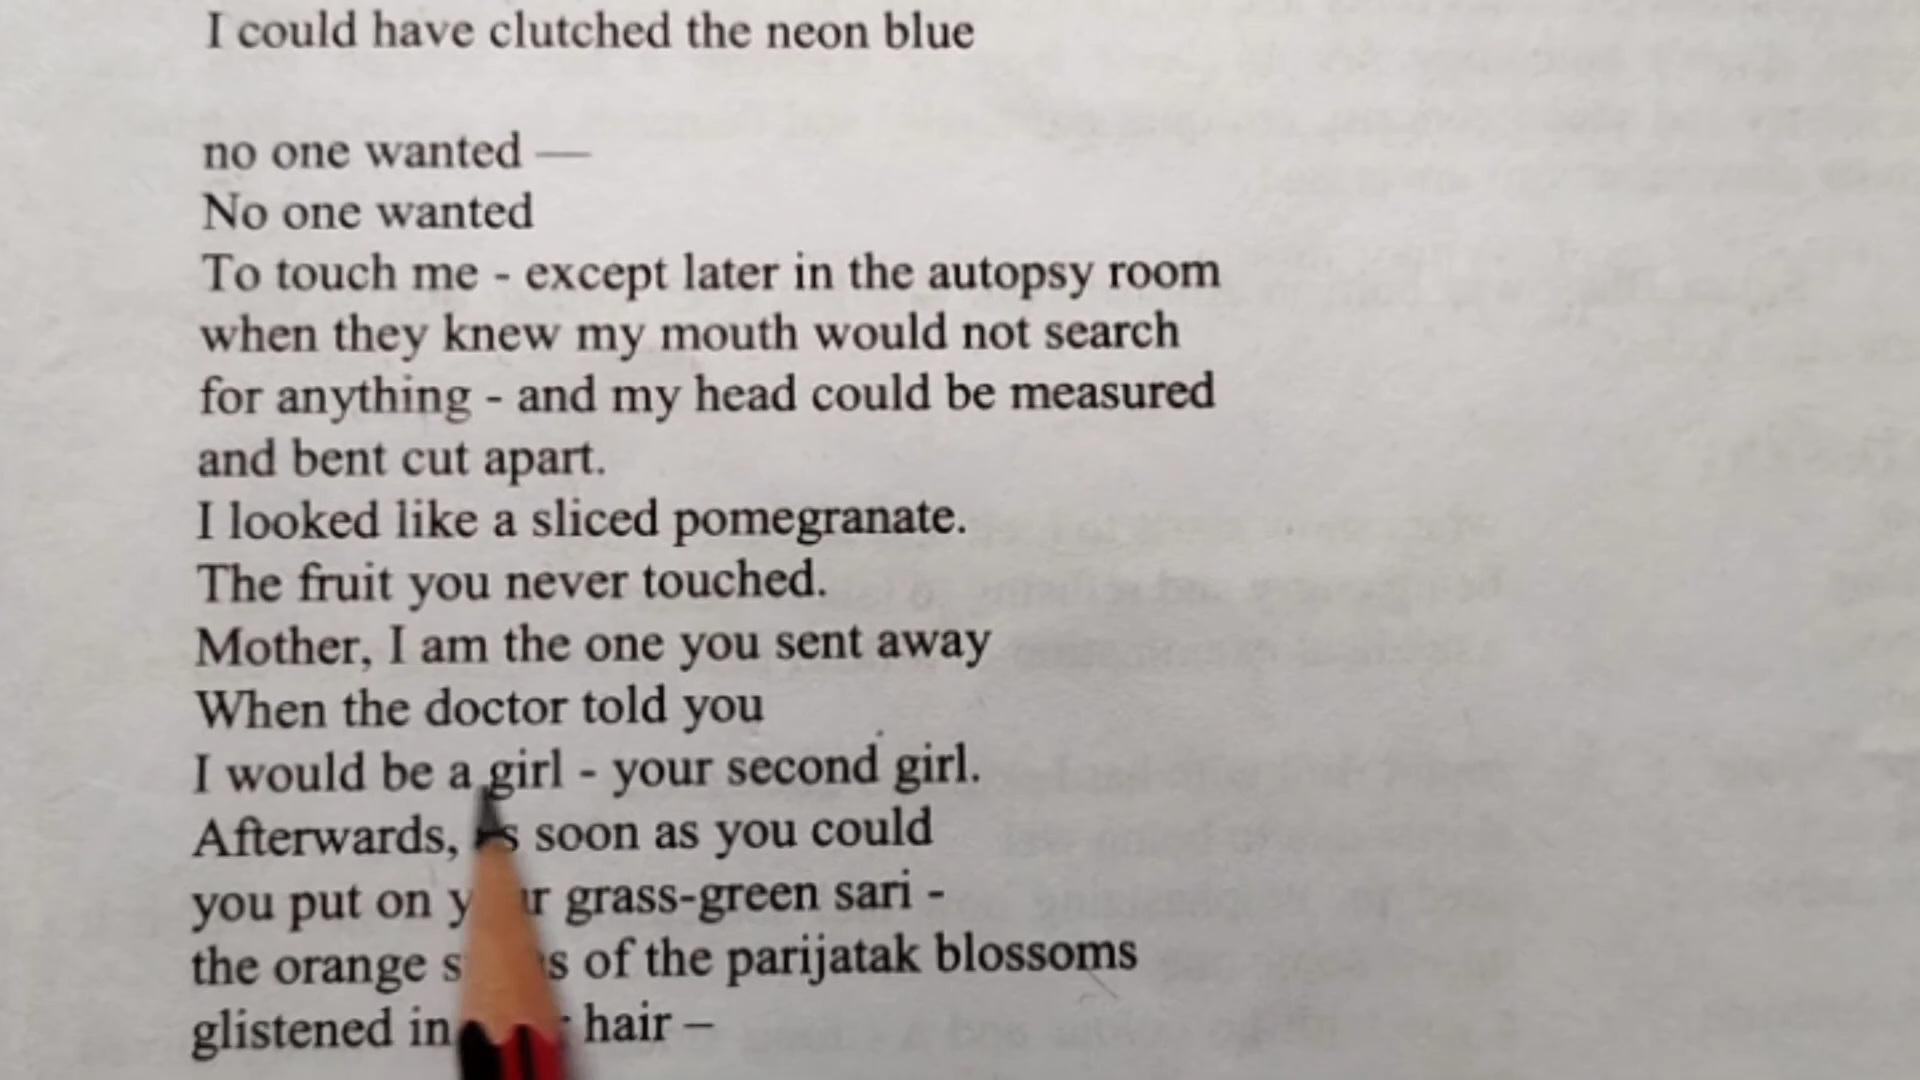 I could have clutched the neon blue
no one wanted —
No one wanted
To touch me - except later in the autopsy room
when they knew my mouth would not search
for anything - and my head could be measured
and bent cut apart.
I looked like a sliced pomegranate.
The fruit you never touched.
Mother, I am the one you sent away
When the doctor told you
I would be a girl - your second girl.
Afterwards, as soon as you could
you put on your grass-green sari -
the orange of the parijatak blossoms
glistened in hair –